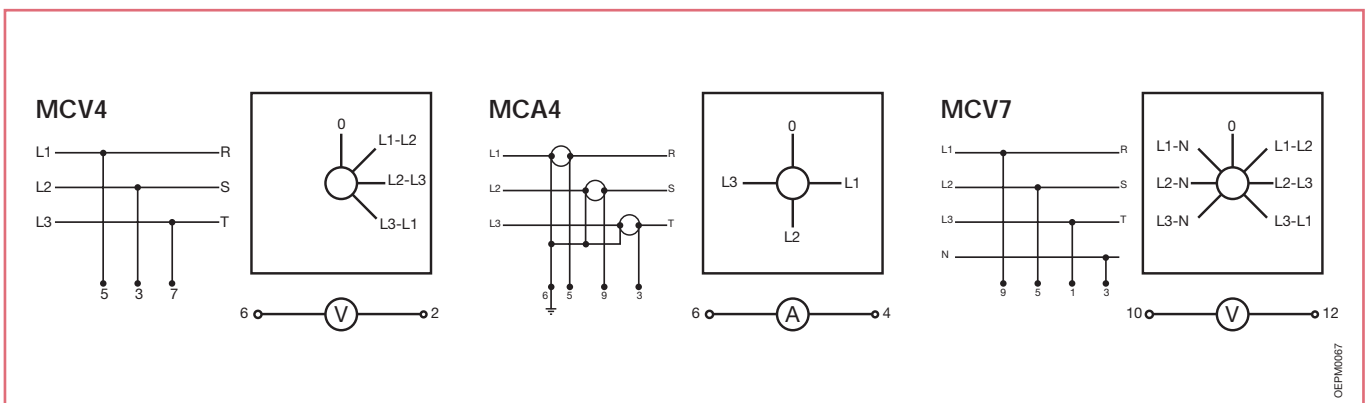 MCV4
0
L1-L2
L2-L3
L3-L1
L1 R
L2 S
L3 T
5 3 7
6 V 2
MCA4
0
L3 L1
L2
L1 R
L2 S
L3 T
6 5 9 3
6 A 4
MCV7
0
L1-N L1-L2
L2-N L2-L3
L3-N L3-L1
L1 R
L2 S
L3 T
N
9 5 1 3
10 V 12
OEPM0067